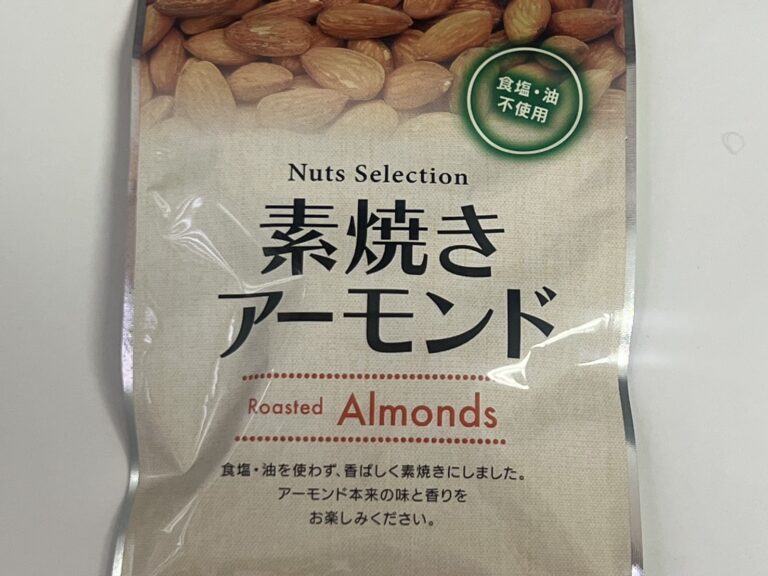 食塩・油
不使用
Nuts Selection
素焼き
アーモンド
Roasted Almonds
食塩・油を使わず、香ばしく素焼きにしました。
アーモンド本来の味と香りを
お楽しみください。